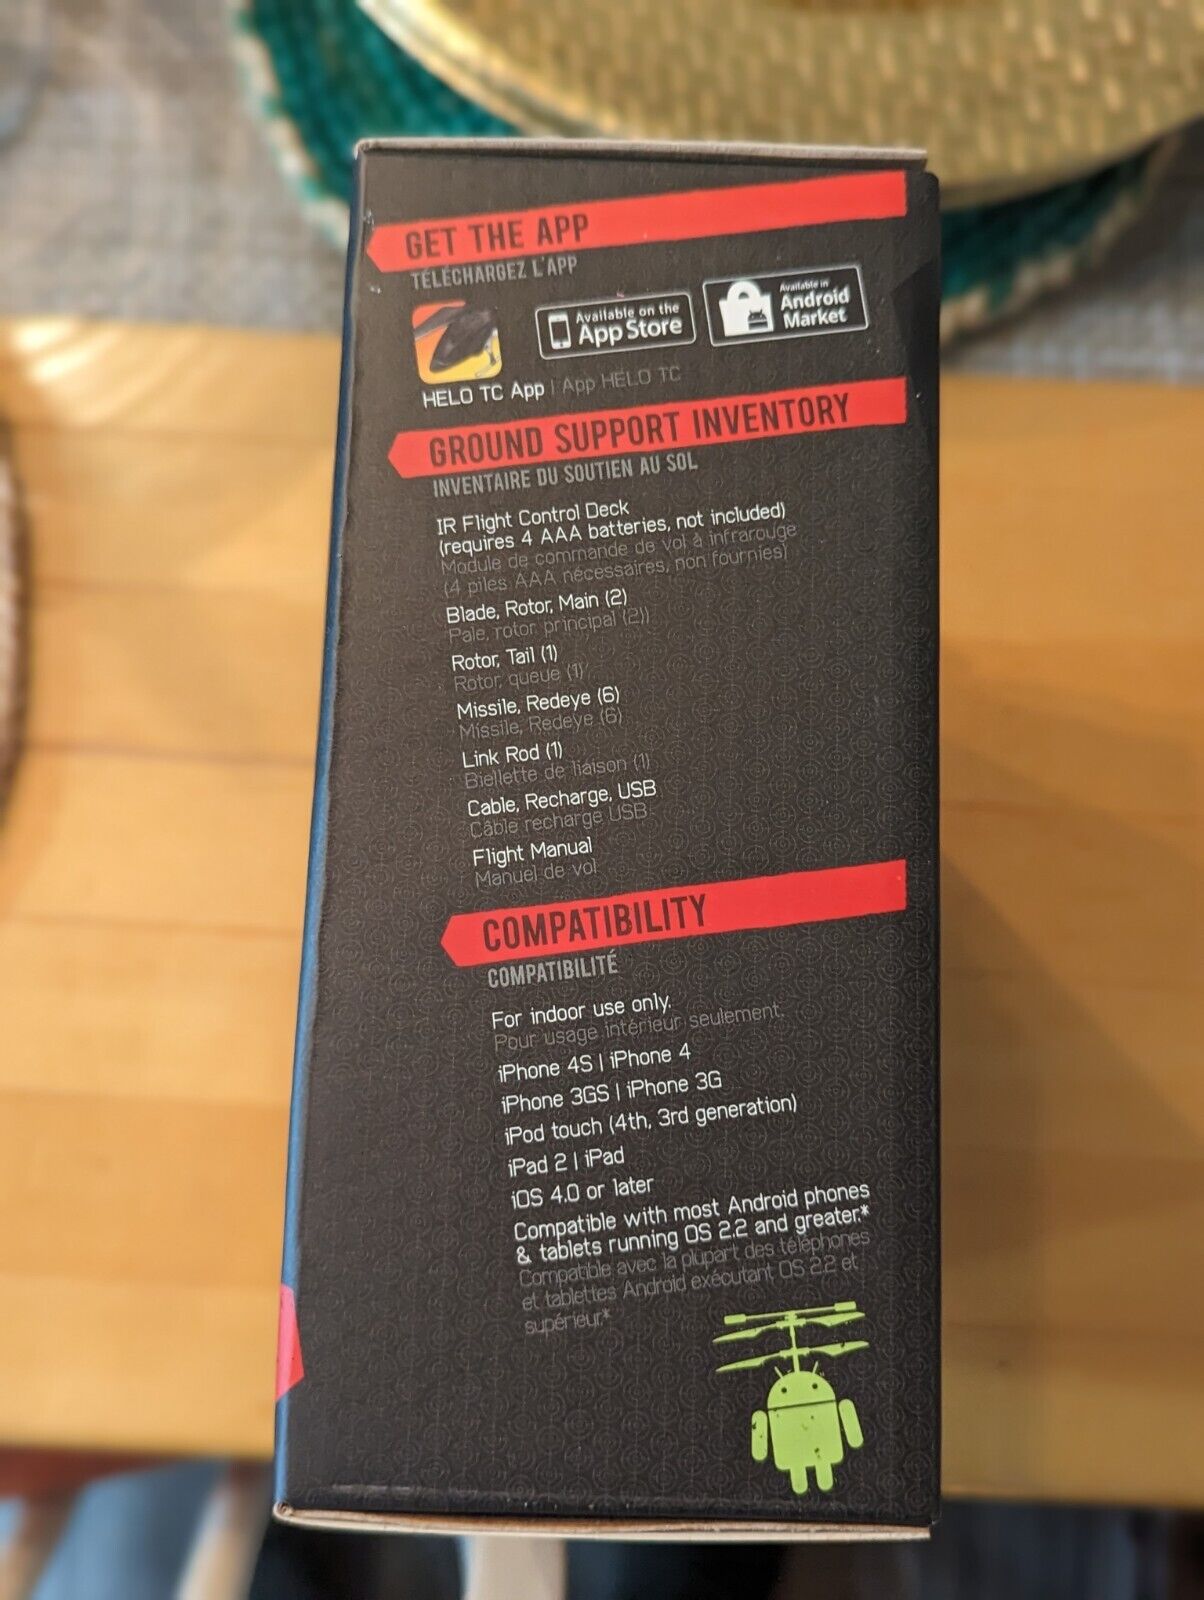 GET THE APP
TÉLÉCHARGEZ L'APP
Available on the
App Store
Available in
Android
Market
HELO TC App | App HELO TC
GROUND SUPPORT INVENTORY
INVENTAIRE DU SOUTIEN AU SOL
IR Flight Control Deck
(requires 4 AAA batteries, not included)
Module de commande de vol à infrarouge
(4 piles AAA nécessaires, non fournies)
Blade, Rotor, Main (2)
Pale, rotor principal (2))
Rotor, Tail (1)
Rotor, queue (1)
Missile, Redeye (6)
Missile, Redeye (6)
Link Rod (1)
Biellette de liaison (1)
Cable, Recharge, USB
Câble recharge USB
Flight Manual
Manuel de vol
COMPATIBILITY
COMPATIBILITÉ
For indoor use only.
Pour usage intérieur seulement.
iPhone 4S | iPhone 4
iPhone 3GS | iPhone 3G
iPod touch (4th, 3rd generation)
iPad 2 | iPad
iOS 4.0 or later
Compatible with most Android phones
& tablets running OS 2.2 and greater.*
Compatible avec la plupart des téléphones
et tablettes Android exécutant OS 2.2 et
supérieur.*